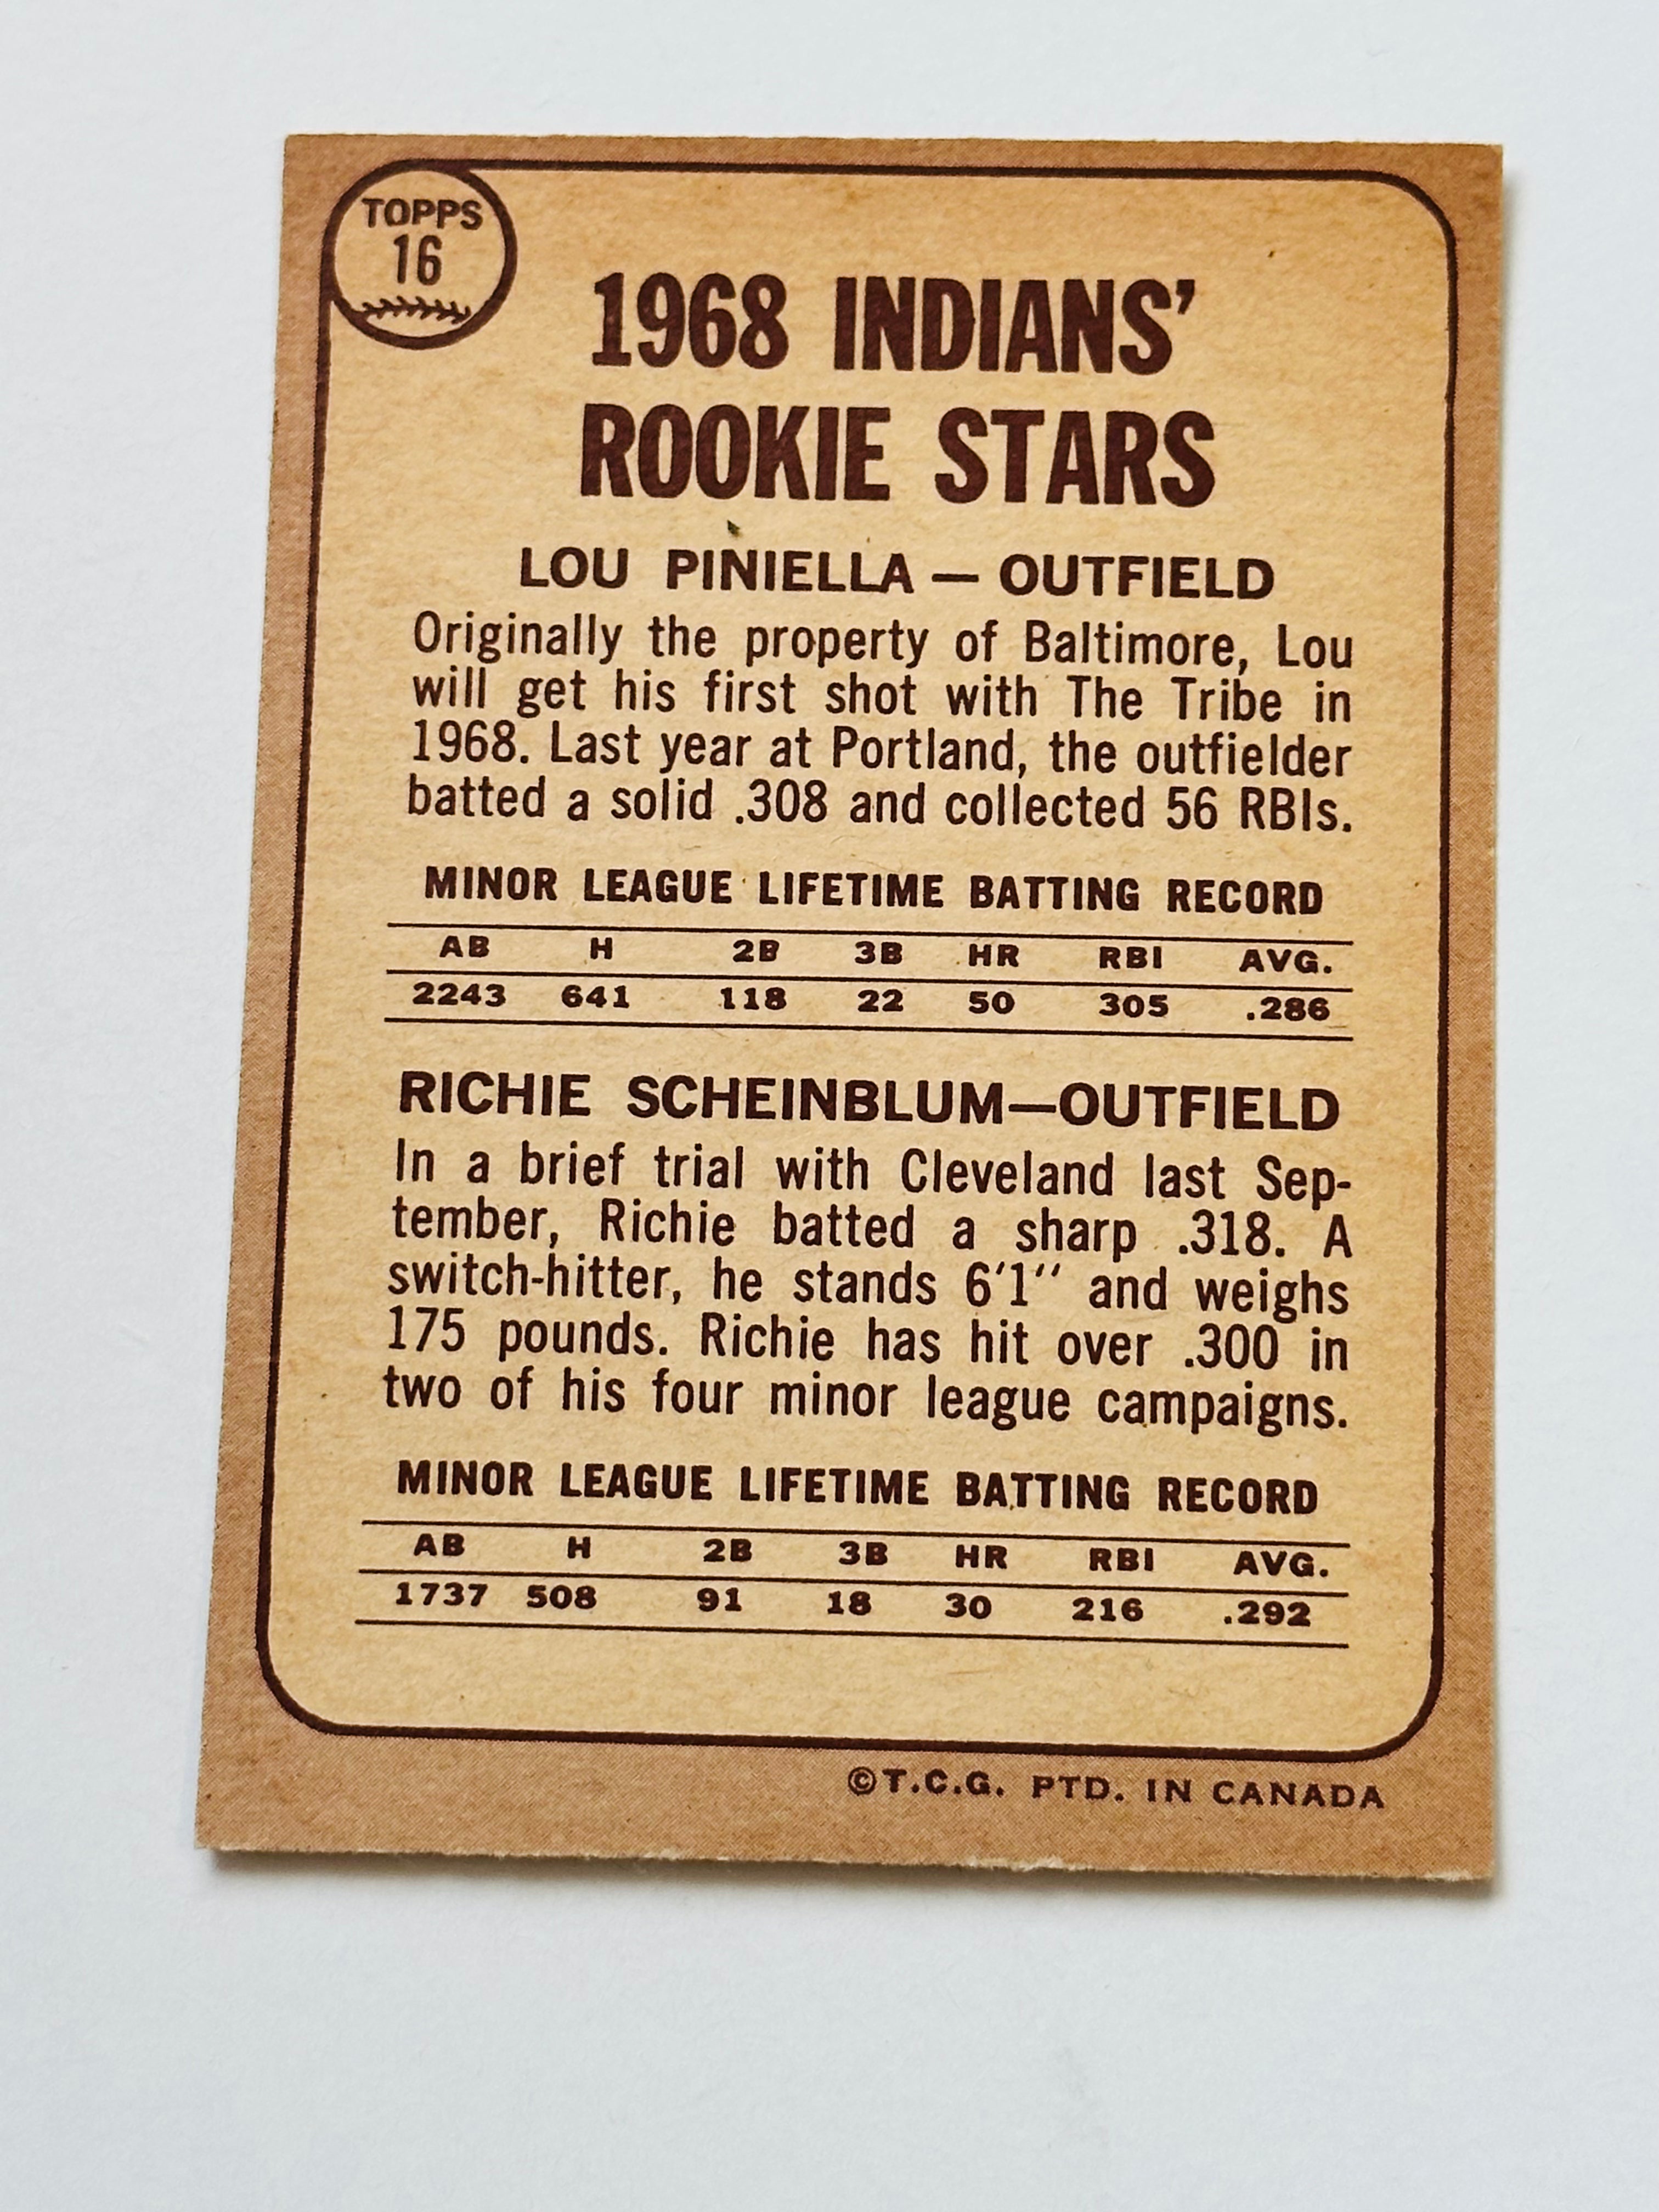 TOPPS
16
1968 INDIANS'
ROOKIE STARS
LOU PINIELLA — OUTFIELD
Originally the property of Baltimore, Lou
will get his first shot with The Tribe in
1968. Last year at Portland, the outfielder
batted a solid .308 and collected 56 RBIs.
MINOR LEAGUE LIFETIME BATTING RECORD
AB H 2B 3B HR RBI AVG.
2243 641 118 22 50 305 .286
RICHIE SCHEINBLUM—OUTFIELD
In a brief trial with Cleveland last Sep-
tember, Richie batted a sharp .318. A
switch-hitter, he stands 6'1'' and weighs
175 pounds. Richie has hit over .300 in
two of his four minor league campaigns.
MINOR LEAGUE LIFETIME BATTING RECORD
AB H 2B 3B HR RBI AVG.
1737 508 91 18 30 216 .292
©T.C.G. PTD. IN CANADA